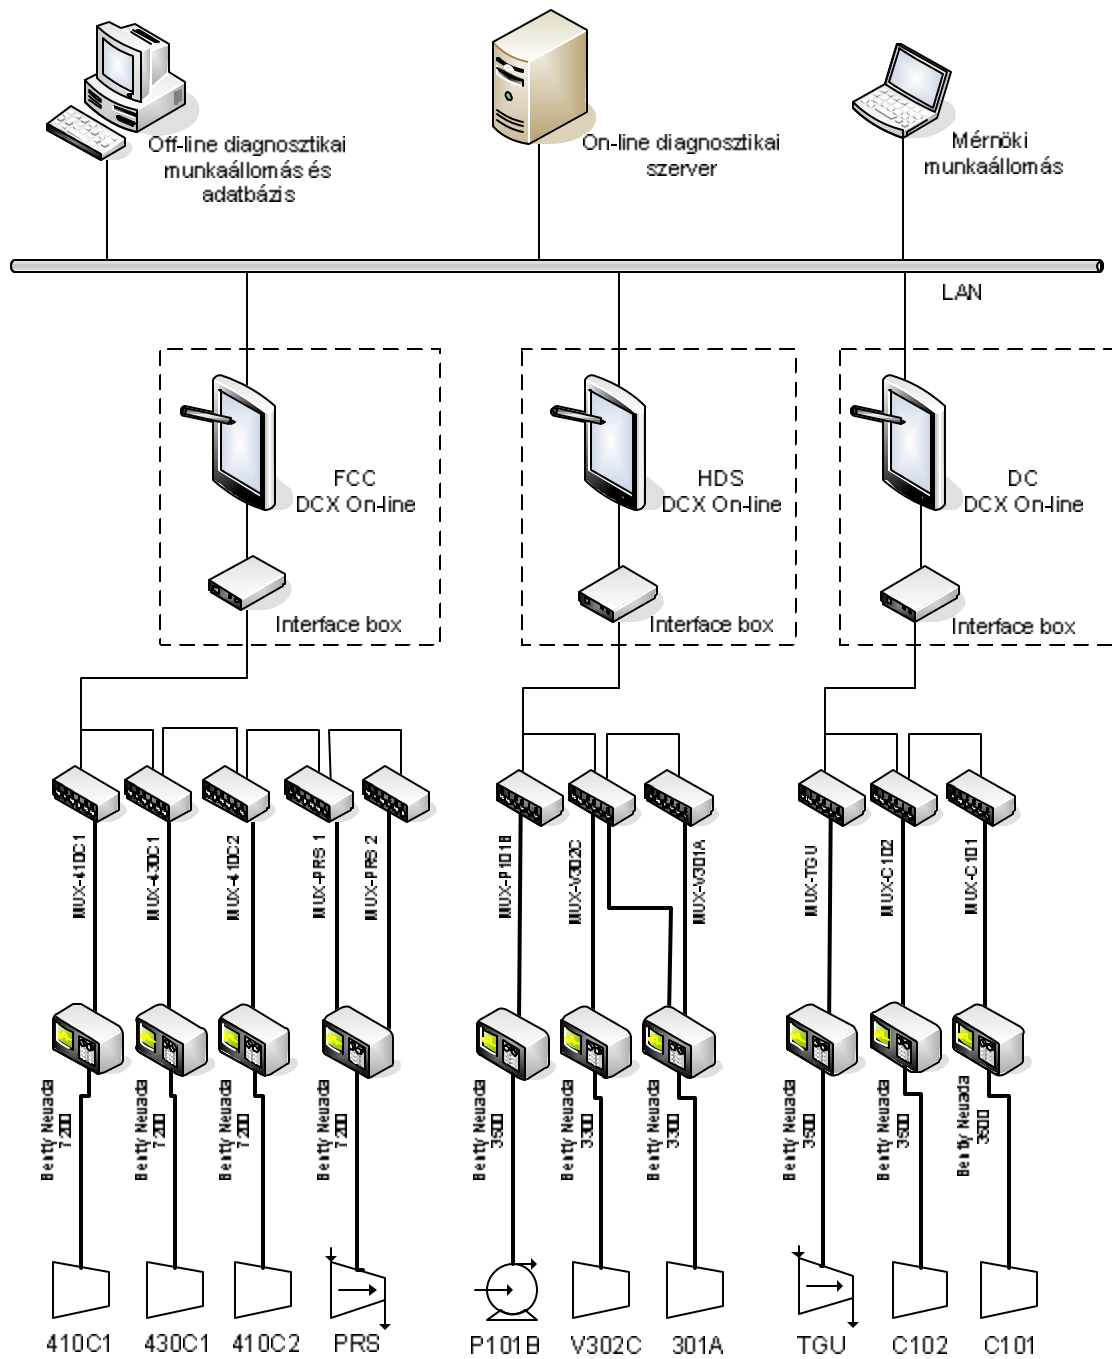 Off-line diagnosztikai
munkaállomás és
adatbázis
On-line diagnosztikai
szerver
Mérnöki
munkaállomás
LAN
FCC
DCX On-line
HDS
DCX On-line
DC
DCX On-line
Interface box
Interface box
Interface box
MUX-410C1
MUX-430C1
MUX-410C2
MUX-PRS 1
MUX-PRS 2
MUX-P101B
MUX-V302C
MUX-V301A
MUX-TGU
MUX-C102
MUX-C101
Bently Nevada
7200
Bently Nevada
7200
Bently Nevada
7200
Bently Nevada
7200
Bently Nevada
3500
Bently Nevada
3300
Bently Nevada
3300
Bently Nevada
3500
Bently Nevada
3500
Bently Nevada
3500
410C1
430C1
410C2
PRS
P101B
V302C
301A
TGU
C102
C101